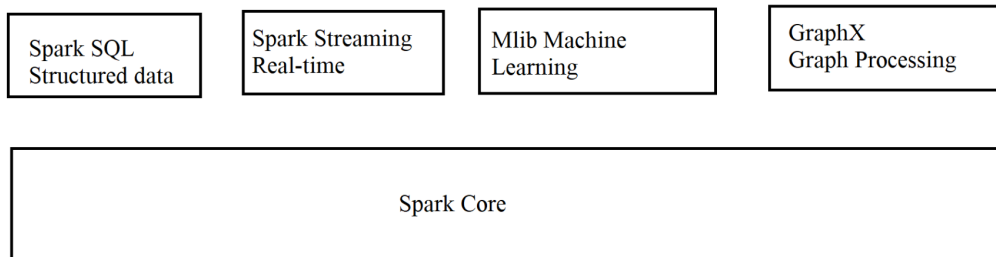 Spark SQL
Structured data
Spark Streaming
Real-time
Mlib Machine
Learning
GraphX
Graph Processing
Spark Core